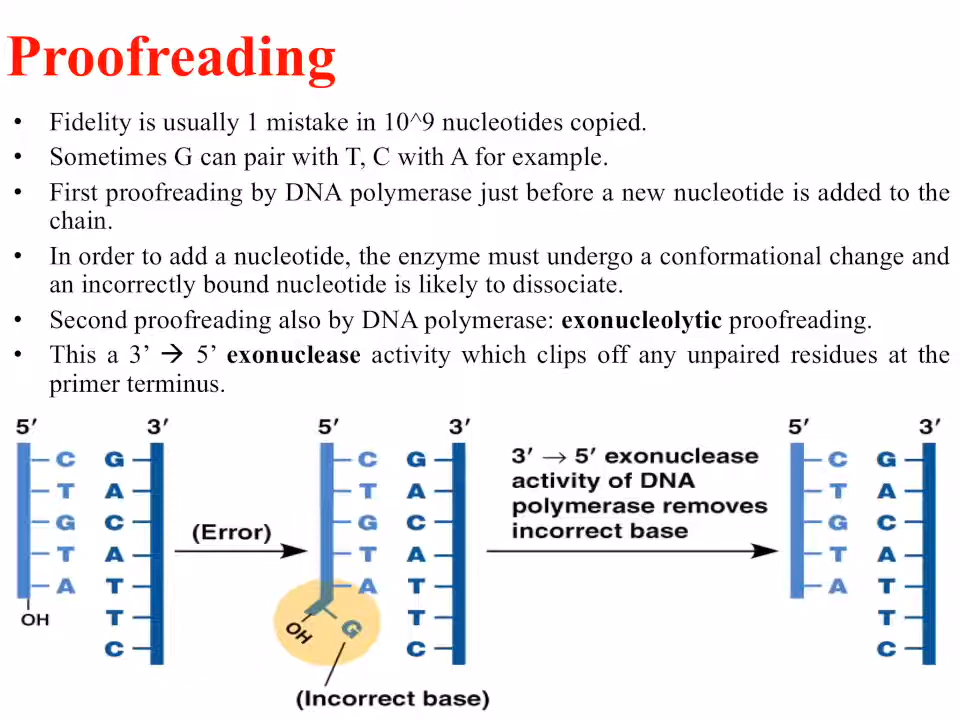 Proofreading
• Fidelity is usually 1 mistake in 10^9 nucleotides copied.
• Sometimes G can pair with T, C with A for example.
• First proofreading by DNA polymerase just before a new nucleotide is added to the
chain.
• In order to add a nucleotide, the enzyme must undergo a conformational change and
an incorrectly bound nucleotide is likely to dissociate.
• Second proofreading also by DNA polymerase: exonucleolytic proofreading.
• This a 3’ → 5’ exonuclease activity which clips off any unpaired residues at the
primer terminus.
5′ 3′ 5′ 3′ 5′ 3′
3′ → 5′ exonuclease
activity of DNA
polymerase removes
incorrect base
(Error)
C G C G C G
T A T A T A
G C G C G C
T A T A T A
A T A T A T
OH T OH G T T
C C C
(Incorrect base)